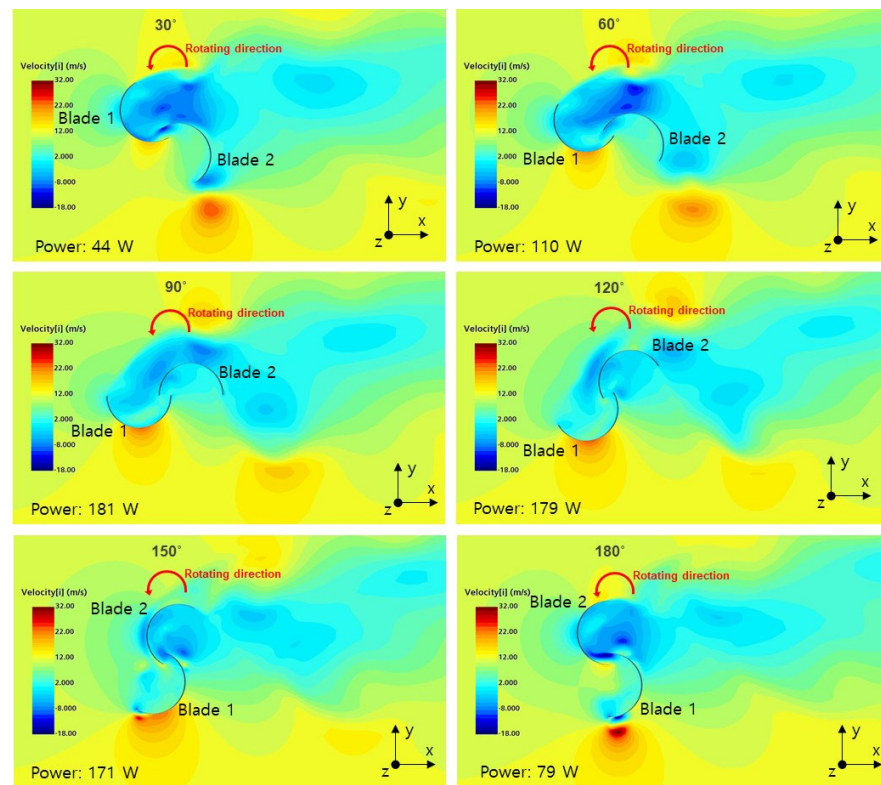 30˚
Rotating direction
Velocity[i] (m/s)
32.00
22.00
12.00
2.000
-8.000
-18.00
Blade 1
Blade 2
Power: 44 W
y
x
z
60˚
Rotating direction
Velocity[i] (m/s)
32.00
22.00
12.00
2.000
-8.000
-18.00
Blade 2
Blade 1
Power: 110 W
y
x
z
90˚
Rotating direction
Velocity[i] (m/s)
32.00
22.00
12.00
2.000
-8.000
-18.00
Blade 2
Blade 1
Power: 181 W
y
x
z
120˚
Rotating direction
Velocity[i] (m/s)
32.00
22.00
12.00
2.000
-8.000
-18.00
Blade 2
Blade 1
Power: 179 W
y
x
z
150˚
Rotating direction
Velocity[i] (m/s)
32.00
22.00
12.00
2.000
-8.000
-18.00
Blade 2
Blade 1
Power: 171 W
y
x
z
180˚
Rotating direction
Velocity[i] (m/s)
32.00
22.00
12.00
2.000
-8.000
-18.00
Blade 2
Blade 1
Power: 79 W
y
x
z